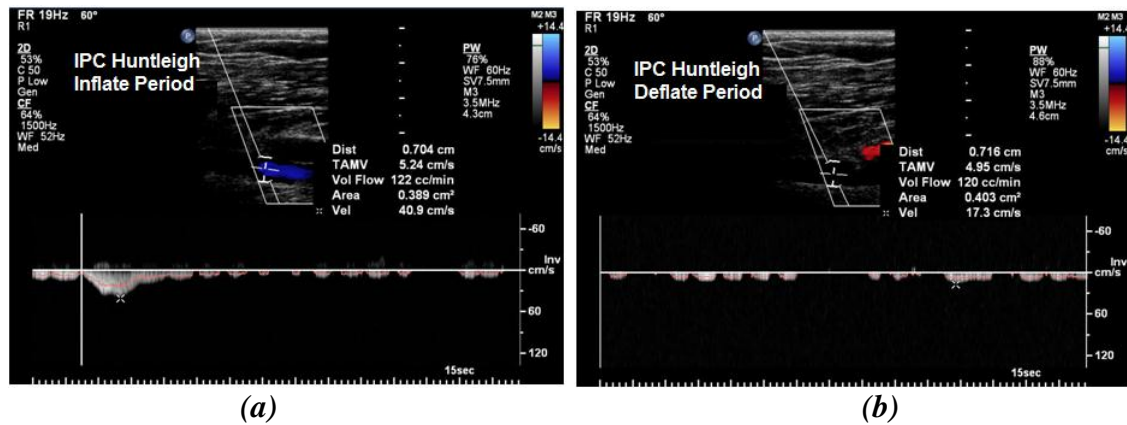 FR 19Hz 60°
R1
M2 M3
+14.4
2D
53%
C 50
P Low
Gen
CF
64%
1500Hz
WF 52Hz
Med
P
IPC Huntleigh
Inflate Period
PW
76%
WF 60Hz
SV7.5mm
M3
3.5MHz
4.3cm
-14.4
cm/s
Dist 0.704 cm
TAMV 5.24 cm/s
Vol Flow 122 cc/min
Area 0.389 cm²
Vel 40.9 cm/s
-60
Inv
cm/s
60
120
15sec
(a)
FR 19Hz 60°
R1
M2 M3
+14.4
2D
53%
C 50
P Low
Gen
CF
64%
1500Hz
WF 52Hz
Med
P
IPC Huntleigh
Deflate Period
PW
88%
WF 60Hz
SV7.5mm
M3
3.5MHz
4.6cm
-14.4
cm/s
Dist 0.716 cm
TAMV 4.95 cm/s
Vol Flow 120 cc/min
Area 0.403 cm²
Vel 17.3 cm/s
-60
Inv
cm/s
60
120
15sec
(b)